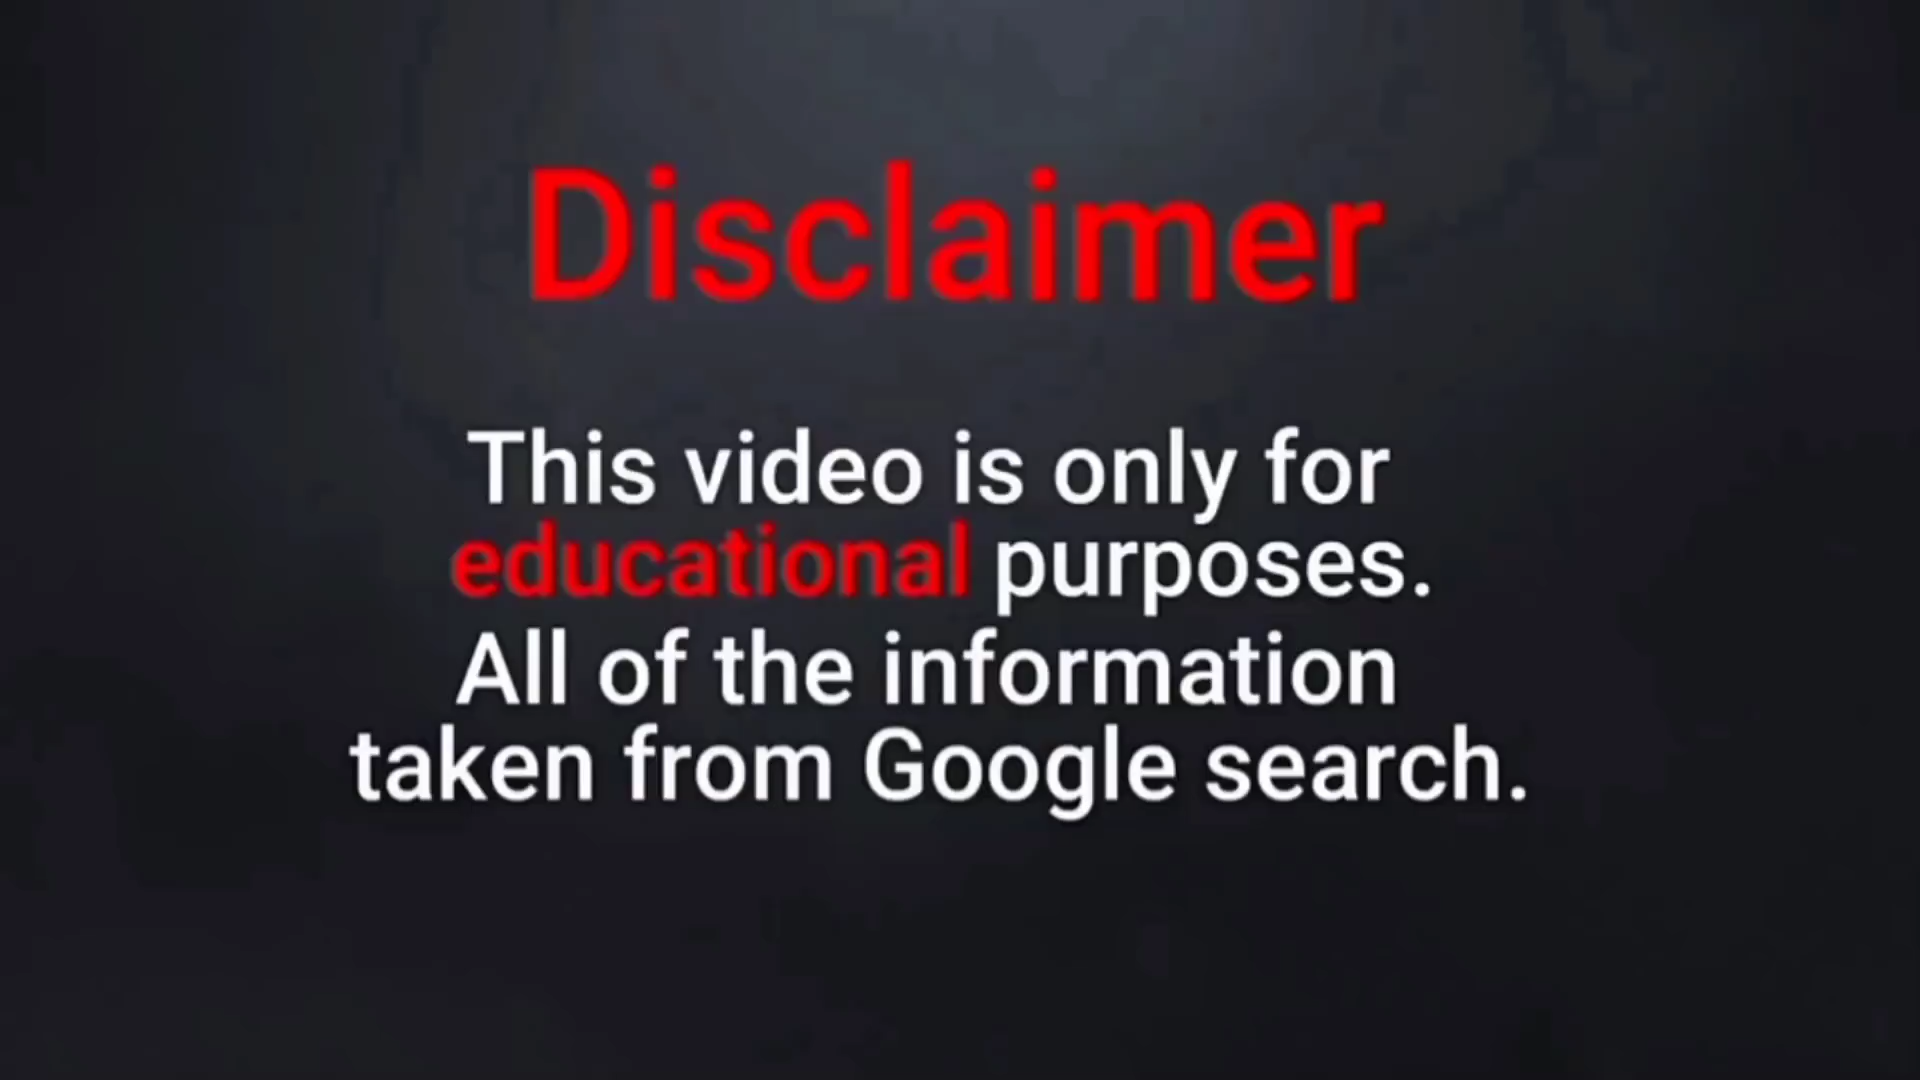 Disclaimer
This video is only for
educational purposes.
All of the information
taken from Google search.